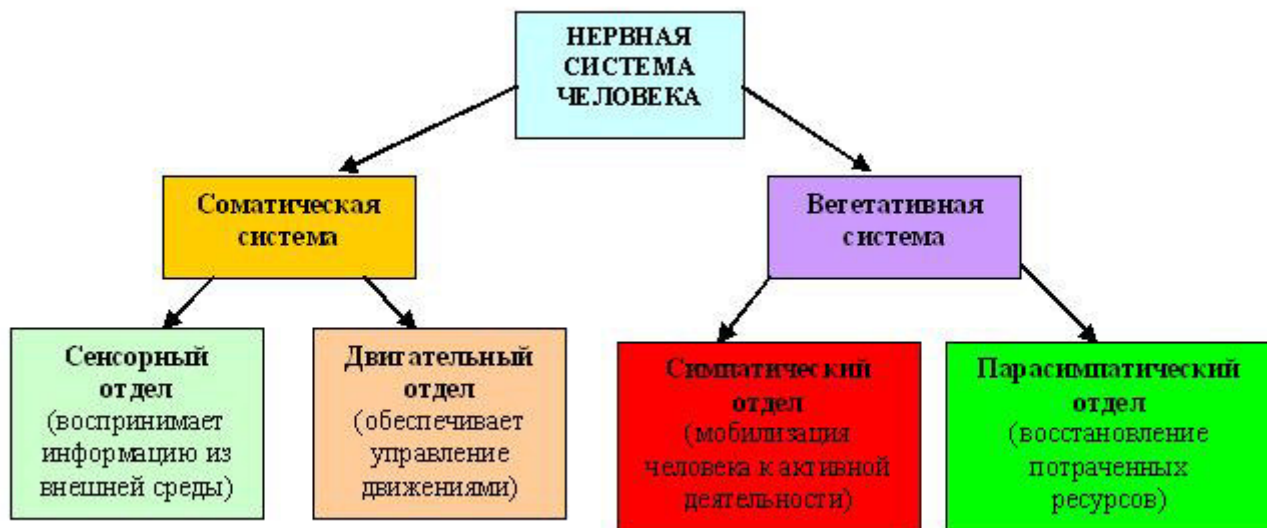 НЕРВНАЯ
СИСТЕМА
ЧЕЛОВЕКА
Соматическая
система
Вегетативная
система
Сенсорный
отдел
(воспринимает
информацию из
внешней среды)
Двигательный
отдел
(обеспечивает
управление
движениями)
Симпатический
отдел
(мобилизация
человека к активной
деятельности)
Парасимпатический
отдел
(восстановление
потраченных
ресурсов)